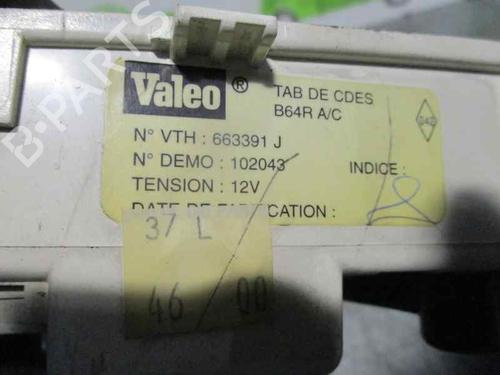 B-PARTS
Valeo ®
TAB DE CDES
B64R A/C
N° VTH : 663391 J
N° DEMO : 102043
INDICE :
TENSION : 12V
DATE DE FABRICATION :
37 L
46 00